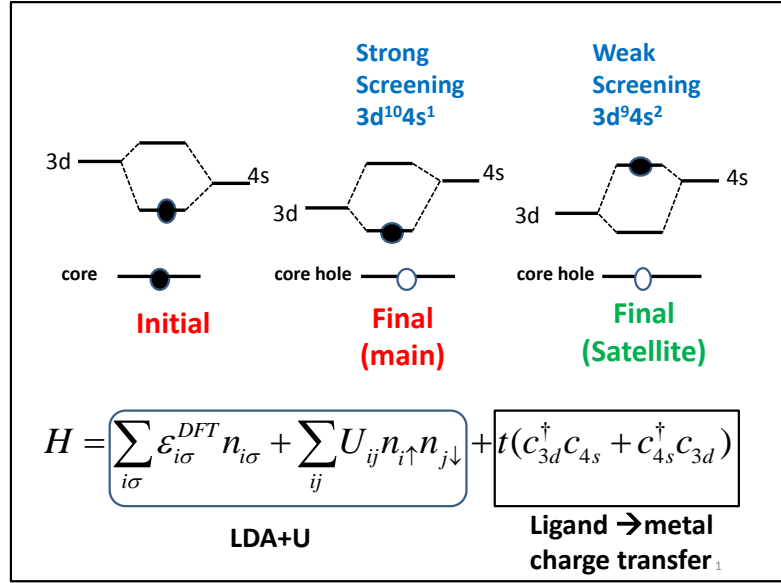 Strong
Screening
3d¹⁰4s¹
Weak
Screening
3d⁹4s²
3d
4s
3d
4s
3d
4s
core
core hole
core hole
Initial
Final
(main)
Final
(Satellite)
H = ∑_{iσ} ε_{iσ}^{DFT} n_{iσ} + ∑_{ij} U_{ij} n_{i↑} n_{j↓} + t(c†_{3d} c_{4s} + c†_{4s} c_{3d})
LDA+U
Ligand →metal
charge transfer
1